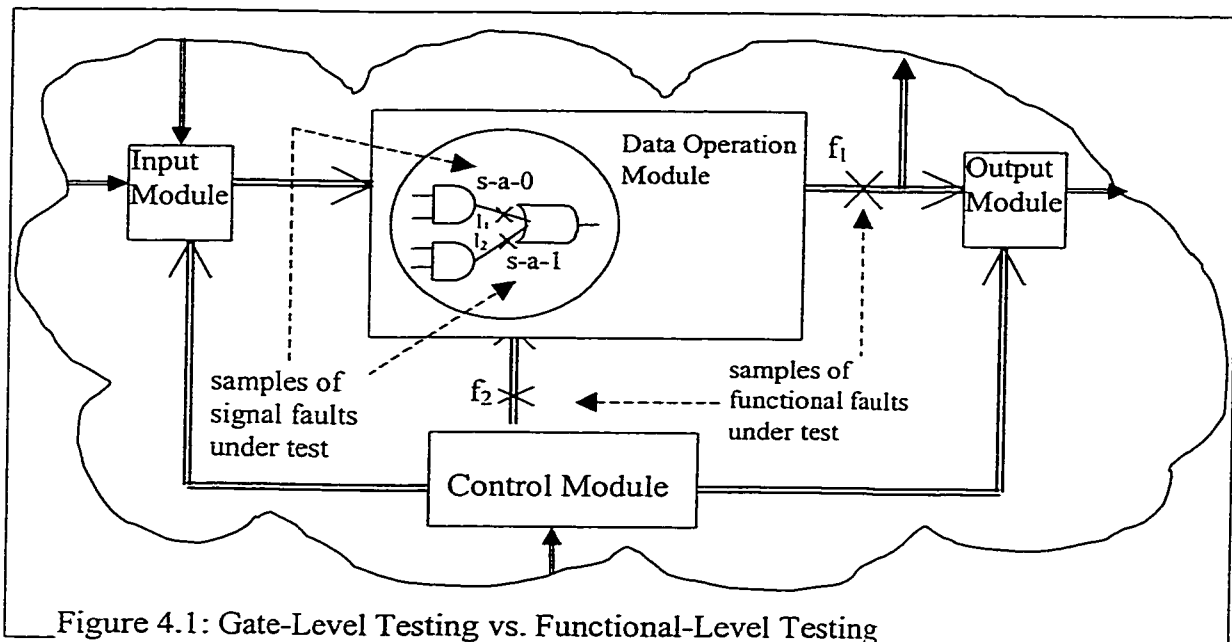 Input
Module
Data Operation
Module
s-a-0
l₁
l₂
s-a-1
f₁
Output
Module
samples of
signal faults
under test
f₂
samples of
functional faults
under test
Control Module
Figure 4.1: Gate-Level Testing vs. Functional-Level Testing